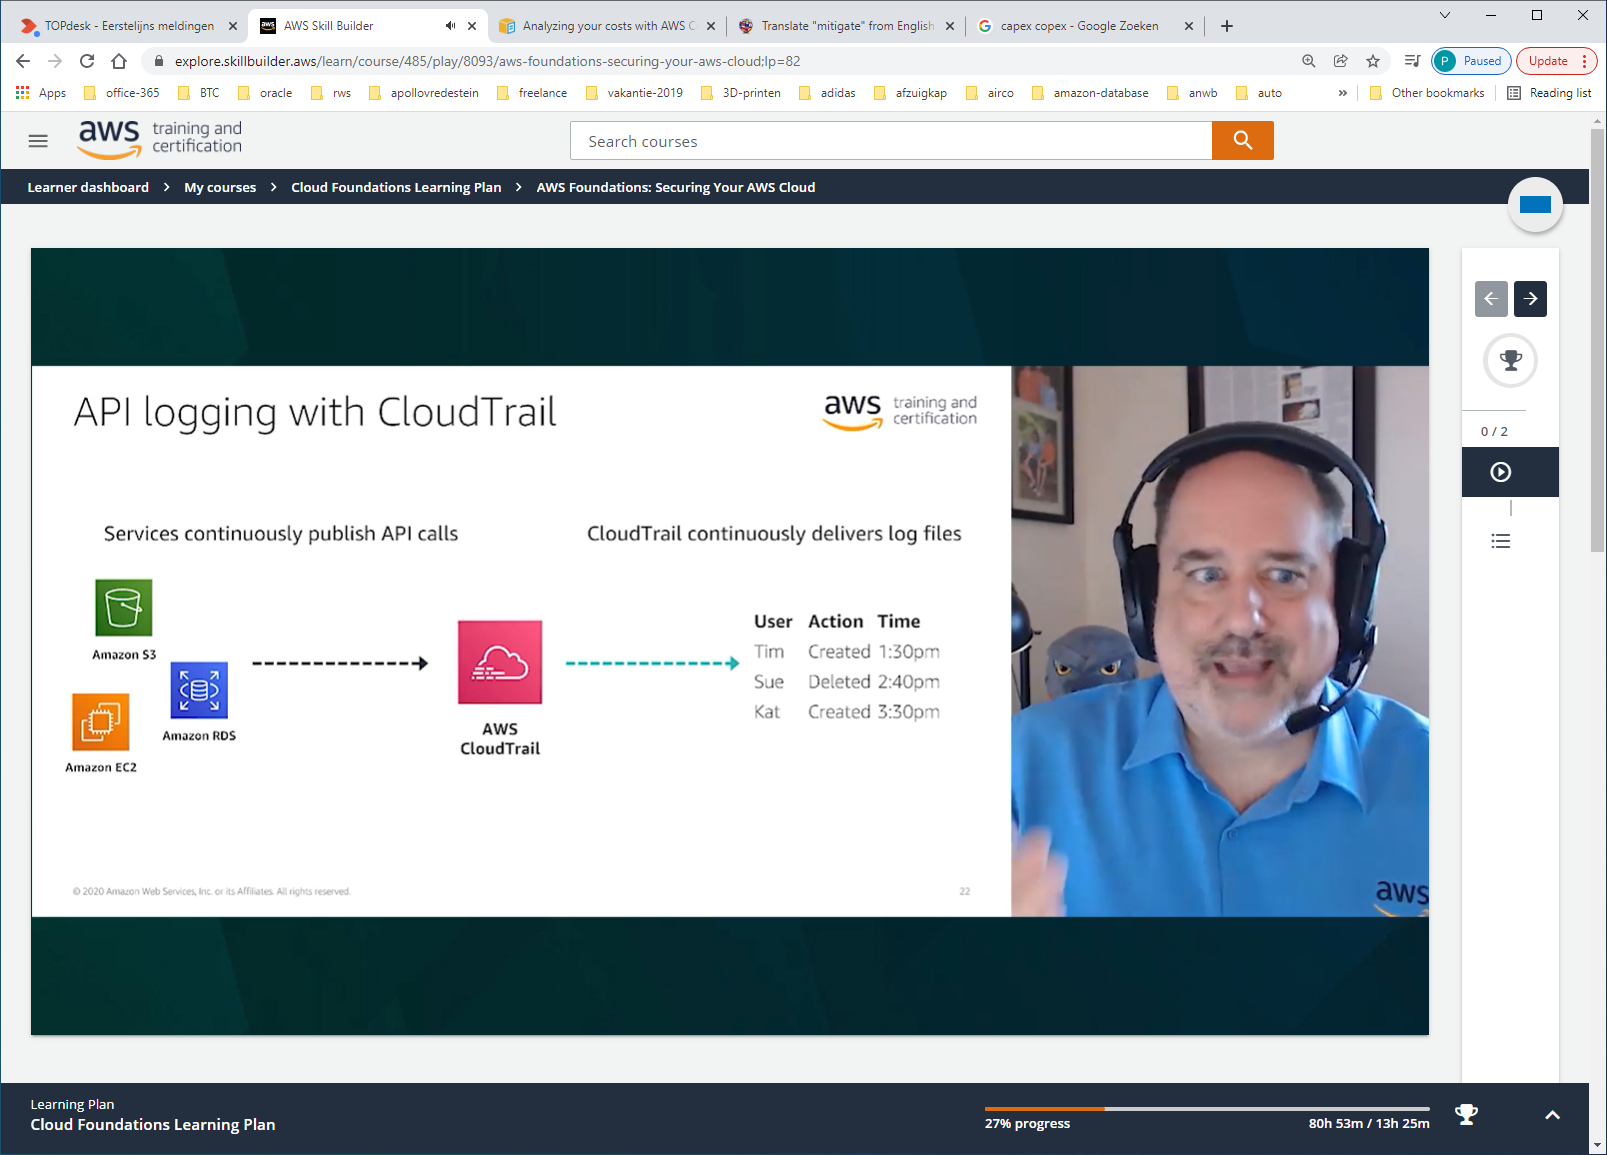 TOPdesk - Eerstelijns meldingen
AWS Skill Builder
Analyzing your costs with AWS C
Translate "mitigate" from English
capex copex - Google Zoeken
explore.skillbuilder.aws/learn/course/485/play/8093/aws-foundations-securing-your-aws-cloud;lp=82
P Paused
Update
Apps office-365 BTC oracle rws apollovredestein freelance vakantie-2019 3D-printen adidas afzuigkap airco amazon-database anwb auto » Other bookmarks Reading list
aws training and certification
Search courses
Learner dashboard > My courses > Cloud Foundations Learning Plan > AWS Foundations: Securing Your AWS Cloud
API logging with CloudTrail
aws training and certification
Services continuously publish API calls
CloudTrail continuously delivers log files
Amazon S3
Amazon RDS
Amazon EC2
AWS
CloudTrail
User Action Time
Tim Created 1:30pm
Sue Deleted 2:40pm
Kat Created 3:30pm
© 2020 Amazon Web Services, Inc. or its Affiliates. All rights reserved.
22
aws
0 / 2
Learning Plan
Cloud Foundations Learning Plan
27% progress
80h 53m / 13h 25m